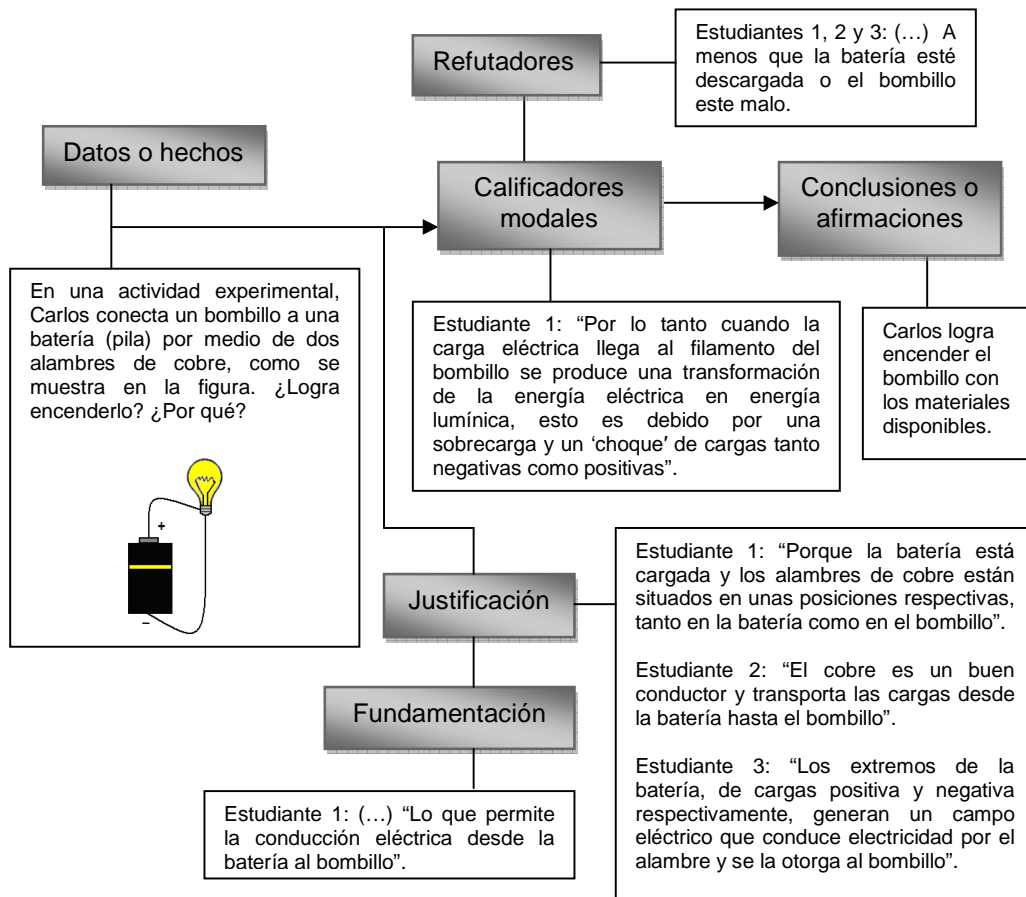 Refutadores
Estudiantes 1, 2 y 3: (…) A
menos que la batería esté
descargada o el bombillo
este malo.
Datos o hechos
Calificadores
modales
Conclusiones o
afirmaciones
En una actividad experimental,
Carlos conecta un bombillo a una
batería (pila) por medio de dos
alambres de cobre, como se
muestra en la figura. ¿Logra
encenderlo? ¿Por qué?
+
−
Estudiante 1: “Por lo tanto cuando la
carga eléctrica llega al filamento del
bombillo se produce una transformación
de la energía eléctrica en energía
lumínica, esto es debido por una
sobrecarga y un ‘choque′ de cargas tanto
negativas como positivas”.
Carlos logra
encender el
bombillo con
los materiales
disponibles.
Justificación
Estudiante 1: “Porque la batería está
cargada y los alambres de cobre están
situados en unas posiciones respectivas,
tanto en la batería como en el bombillo”.
Estudiante 2: “El cobre es un buen
conductor y transporta las cargas desde
la batería hasta el bombillo”.
Estudiante 3: “Los extremos de la
batería, de cargas positiva y negativa
respectivamente, generan un campo
eléctrico que conduce electricidad por el
alambre y se la otorga al bombillo”.
Fundamentación
Estudiante 1: (…) “Lo que permite
la conducción eléctrica desde la
batería al bombillo”.